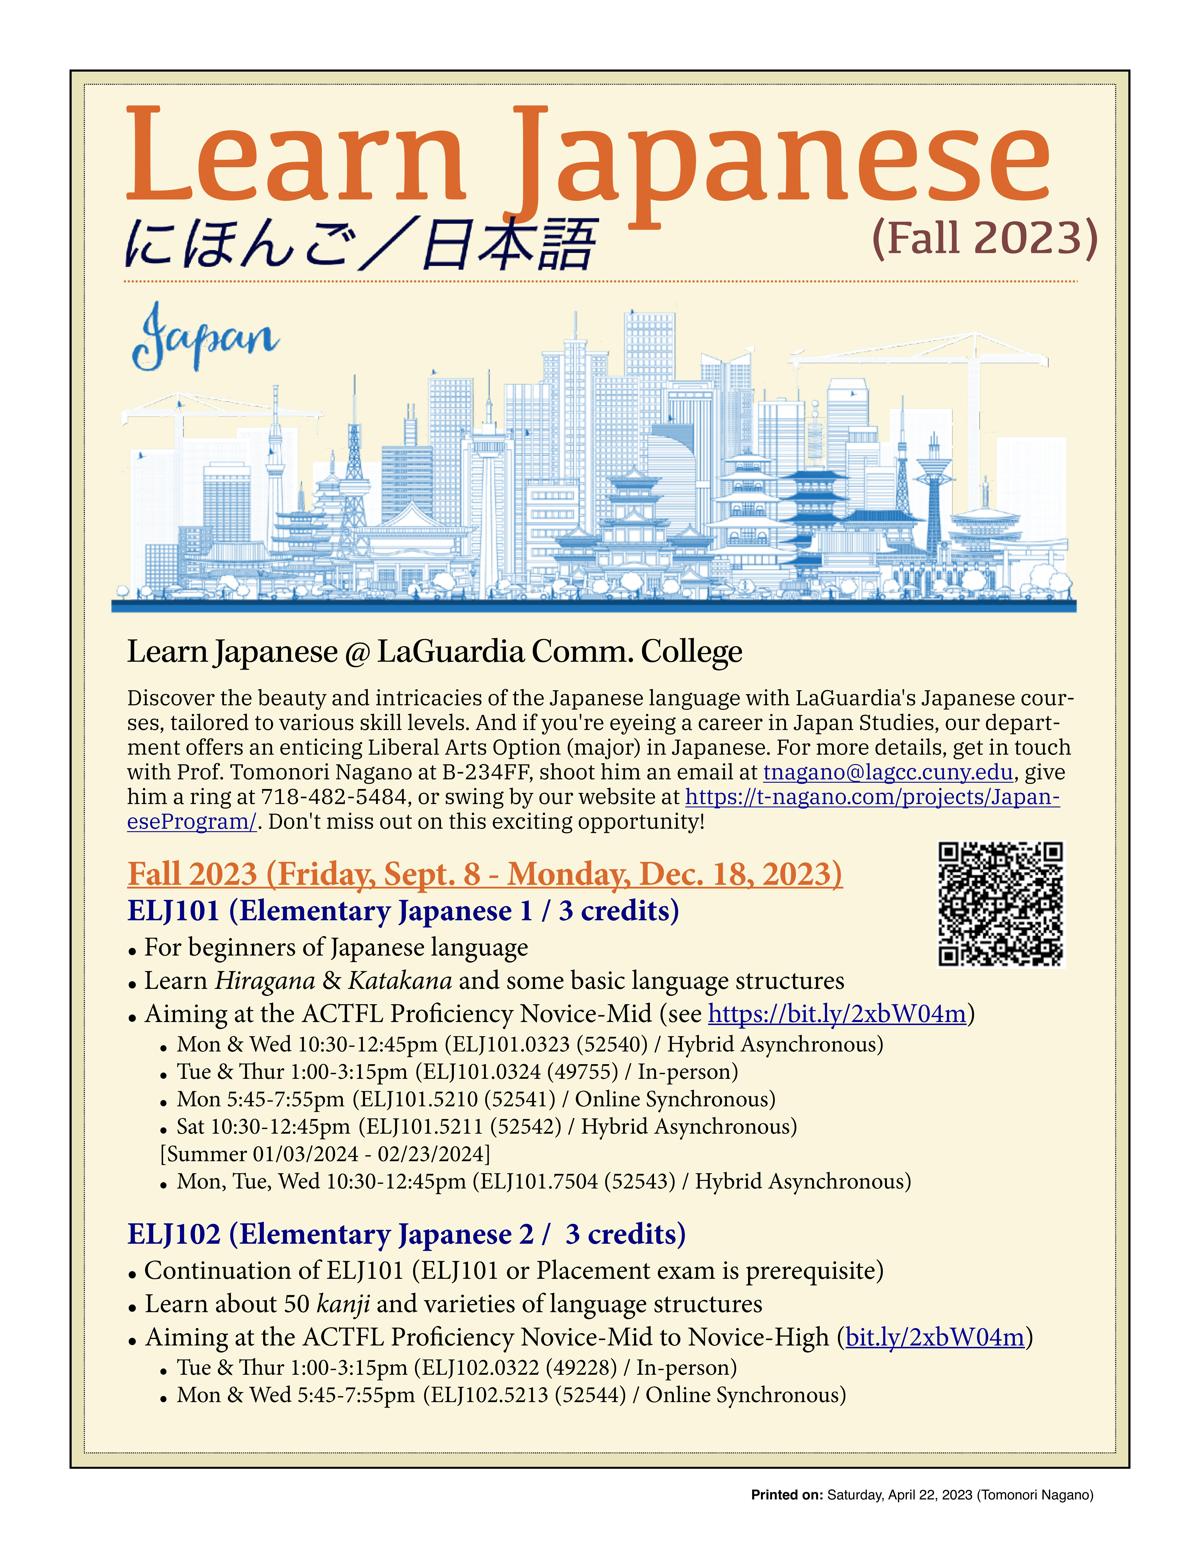 Learn Japanese
にほんご／日本語
(Fall 2023)
Japan
Learn Japanese @ LaGuardia Comm. College
Discover the beauty and intricacies of the Japanese language with LaGuardia's Japanese cour-
ses, tailored to various skill levels. And if you're eyeing a career in Japan Studies, our depart-
ment offers an enticing Liberal Arts Option (major) in Japanese. For more details, get in touch
with Prof. Tomonori Nagano at B-234FF, shoot him an email at tnagano@lagcc.cuny.edu, give
him a ring at 718-482-5484, or swing by our website at https://t-nagano.com/projects/Japan-
eseProgram/. Don't miss out on this exciting opportunity!
Fall 2023 (Friday, Sept. 8 - Monday, Dec. 18, 2023)
ELJ101 (Elementary Japanese 1 / 3 credits)
• For beginners of Japanese language
• Learn Hiragana & Katakana and some basic language structures
• Aiming at the ACTFL Proficiency Novice-Mid (see https://bit.ly/2xbW04m)
• Mon & Wed 10:30-12:45pm (ELJ101.0323 (52540) / Hybrid Asynchronous)
• Tue & Thur 1:00-3:15pm (ELJ101.0324 (49755) / In-person)
• Mon 5:45-7:55pm (ELJ101.5210 (52541) / Online Synchronous)
• Sat 10:30-12:45pm (ELJ101.5211 (52542) / Hybrid Asynchronous)
[Summer 01/03/2024 - 02/23/2024]
• Mon, Tue, Wed 10:30-12:45pm (ELJ101.7504 (52543) / Hybrid Asynchronous)
ELJ102 (Elementary Japanese 2 /  3 credits)
• Continuation of ELJ101 (ELJ101 or Placement exam is prerequisite)
• Learn about 50 kanji and varieties of language structures
• Aiming at the ACTFL Proficiency Novice-Mid to Novice-High (bit.ly/2xbW04m)
• Tue & Thur 1:00-3:15pm (ELJ102.0322 (49228) / In-person)
• Mon & Wed 5:45-7:55pm (ELJ102.5213 (52544) / Online Synchronous)
Printed on: Saturday, April 22, 2023 (Tomonori Nagano)